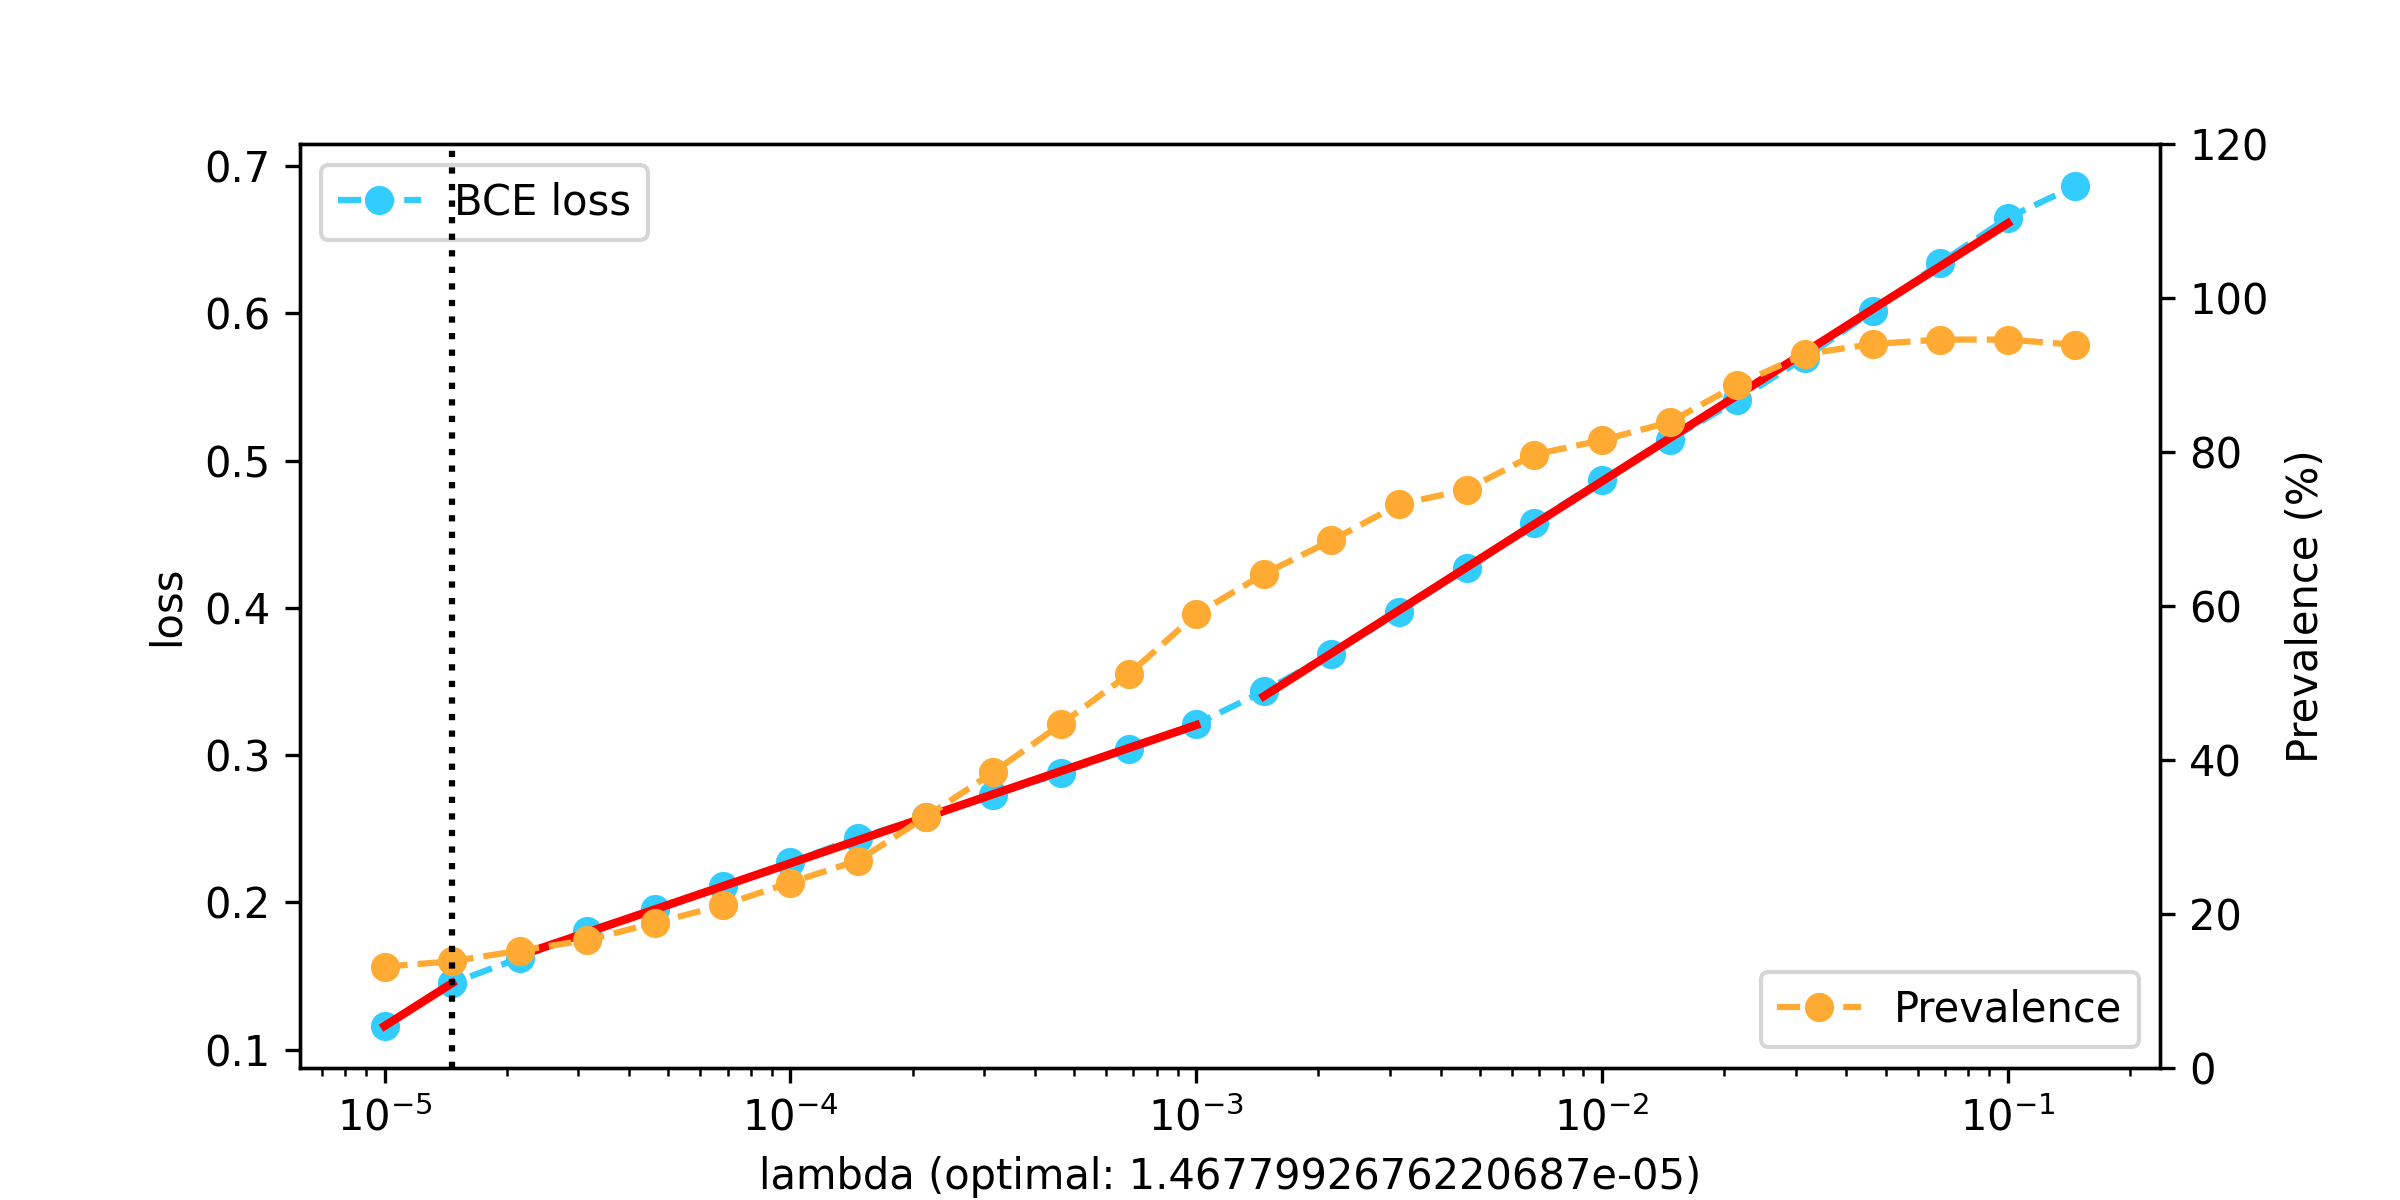 BCE loss
Prevalence
0.7
0.6
0.5
0.4
0.3
0.2
0.1
loss
120
100
80
60
40
20
0
Prevalence (%)
10⁻⁵ 10⁻⁴ 10⁻³ 10⁻² 10⁻¹
lambda (optimal: 1.4677992676220687e-05)